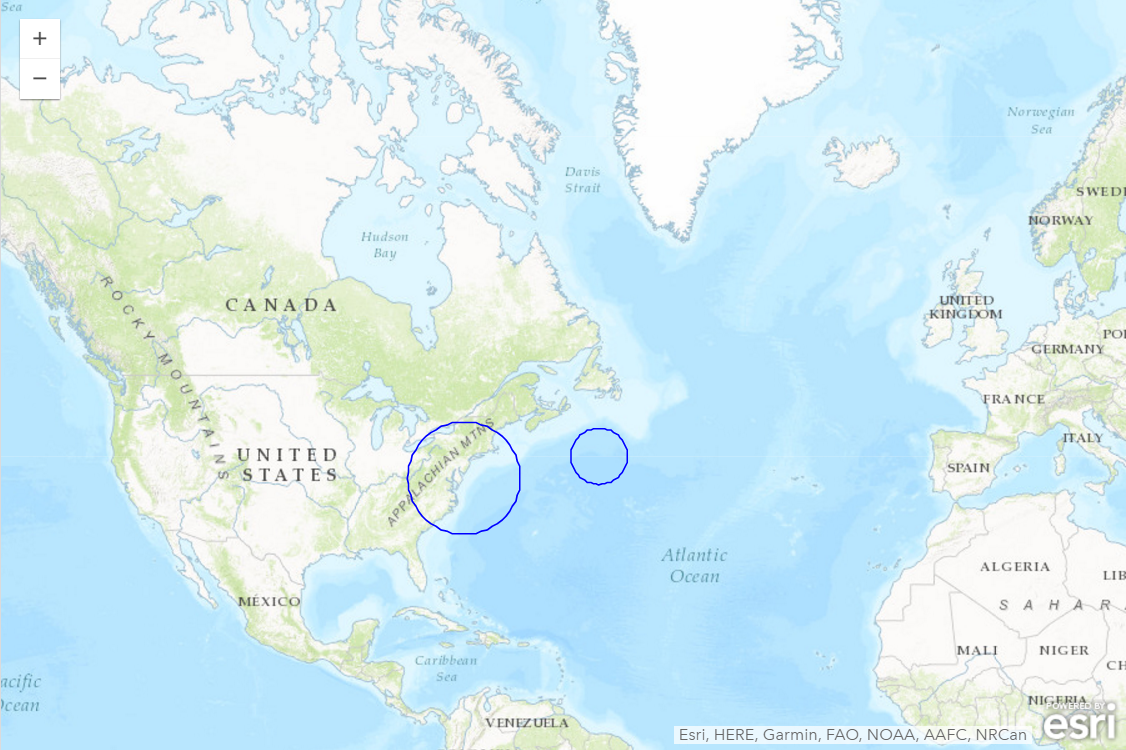 Sea
+
−
Norwegian
Sea
Davis
Strait
SWEDE
NORWAY
Hudson
Bay
CANADA
UNITED
KINGDOM
ROCKY MOUNTAINS
POL
GERMANY
FRANCE
APPALACHIAN MTNS
ITALY
UNITED
STATES
SPAIN
Atlantic
Ocean
ALGERIA
LIB
MÉXICO
SAHAR
MALI
NIGER
Caribbean
Sea
CH
acific
Ocean
NIGERIA
VENEZUELA
POWERED BY
esri
Esri, HERE, Garmin, FAO, NOAA, AAFC, NRCan